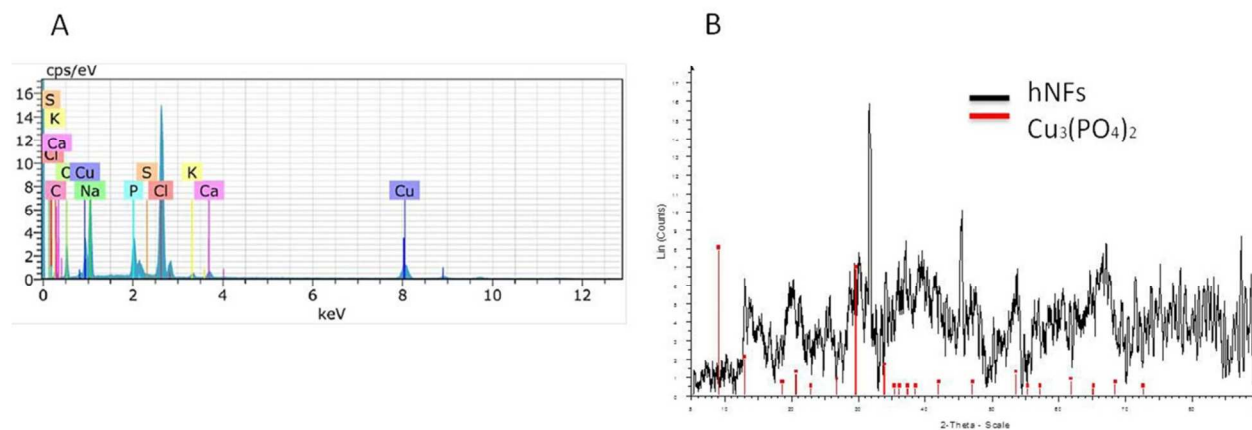 A
cps/eV
16
14
12
10
8
6
4
2
0
S
K
Ca
Cl
C
O
Cu
Na
P
S
Cl
K
Ca
Cu
0 2 4 6 8 10 12
keV
B
hNFs
Cu₃(PO₄)₂
Lin (Counts)
2-Theta - Scale